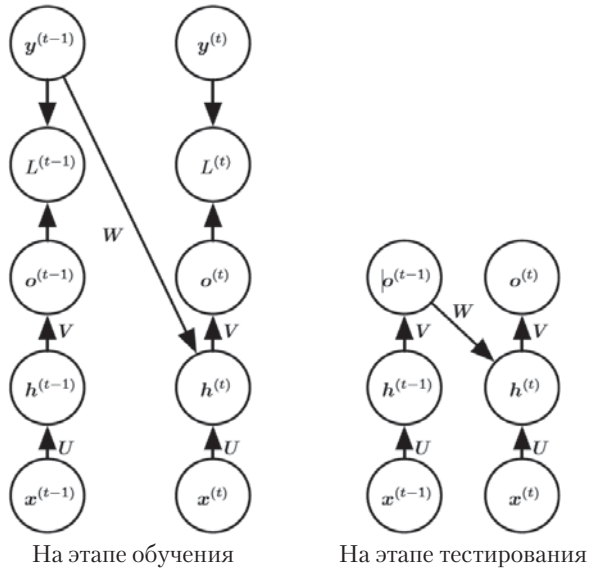 y^(t−1) y^(t)
L^(t−1) L^(t)
W
o^(t−1) o^(t) o^(t−1) o^(t)
W
V V V V
h^(t−1) h^(t) h^(t−1) h^(t)
U U U U
x^(t−1) x^(t) x^(t−1) x^(t)
На этапе обучения На этапе тестирования